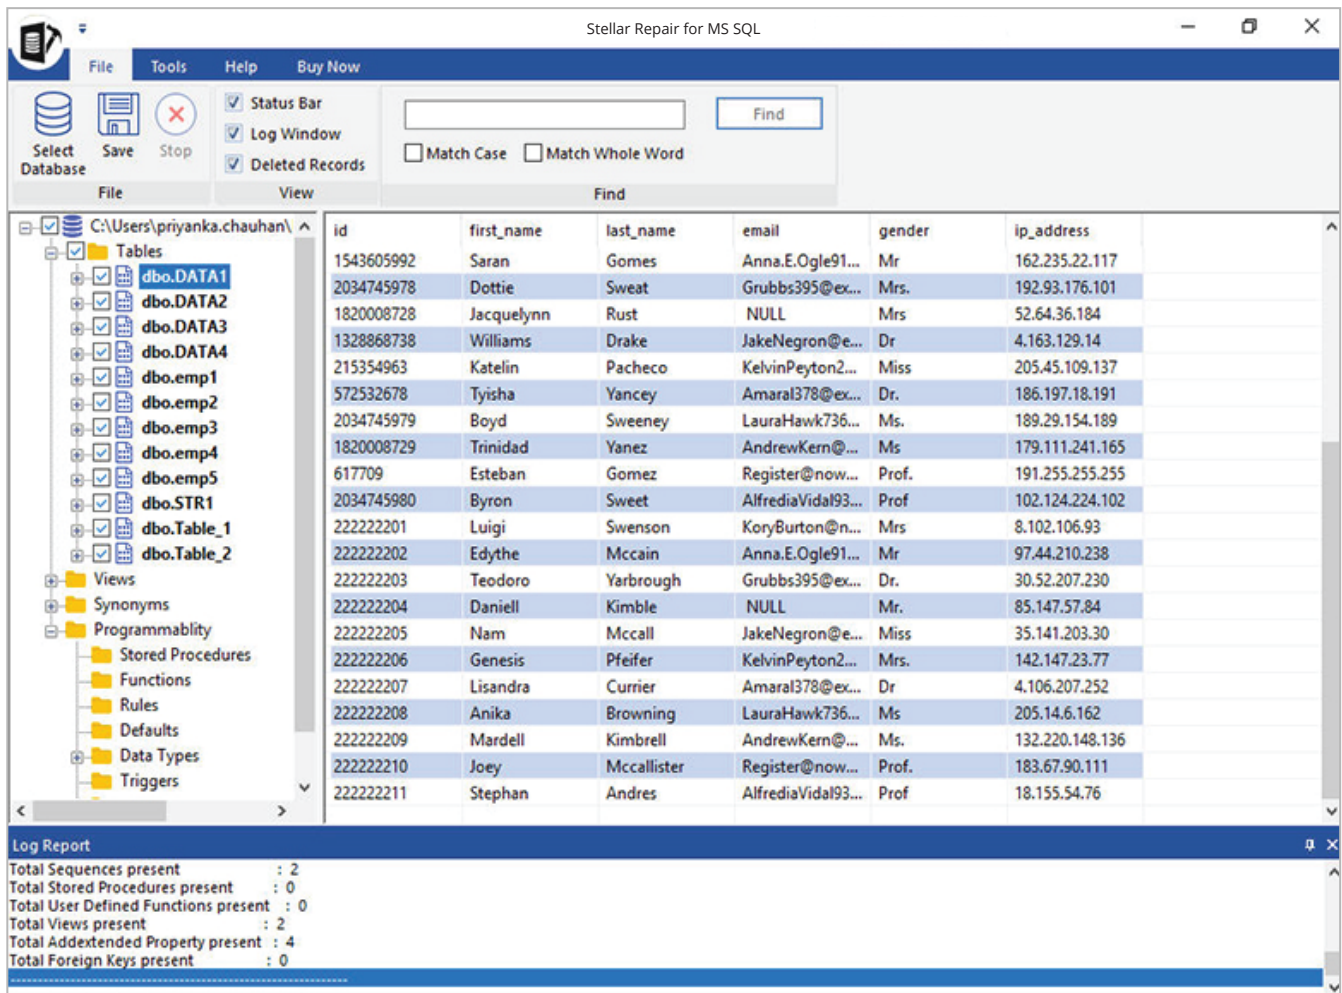 Stellar Repair for MS SQL
File Tools Help Buy Now
Select Database Save Stop
Status Bar
Log Window
Deleted Records
Find
Match Case Match Whole Word
File View Find
C:\Users\priyanka.chauhan\
Tables
dbo.DATA1
dbo.DATA2
dbo.DATA3
dbo.DATA4
dbo.emp1
dbo.emp2
dbo.emp3
dbo.emp4
dbo.emp5
dbo.STR1
dbo.Table_1
dbo.Table_2
Views
Synonyms
Programmablity
Stored Procedures
Functions
Rules
Defaults
Data Types
Triggers
id first_name last_name email gender ip_address
1543605992 Saran Gomes Anna.E.Ogle91... Mr 162.235.22.117
2034745978 Dottie Sweat Grubbs395@ex... Mrs. 192.93.176.101
1820008728 Jacquelynn Rust NULL Mrs 52.64.36.184
1328868738 Williams Drake JakeNegron@e... Dr 4.163.129.14
215354963 Katelin Pacheco KelvinPeyton2... Miss 205.45.109.137
572532678 Tyisha Yancey Amaral378@ex... Dr. 186.197.18.191
2034745979 Boyd Sweeney LauraHawk736... Ms. 189.29.154.189
1820008729 Trinidad Yanez AndrewKern@... Ms 179.111.241.165
617709 Esteban Gomez Register@now... Prof. 191.255.255.255
2034745980 Byron Sweet AlfrediaVidal93... Prof 102.124.224.102
222222201 Luigi Swenson KoryBurton@n... Mrs 8.102.106.93
222222202 Edythe Mccain Anna.E.Ogle91... Mr 97.44.210.238
222222203 Teodoro Yarbrough Grubbs395@ex... Dr. 30.52.207.230
222222204 Daniell Kimble NULL Mr. 85.147.57.84
222222205 Nam Mccall JakeNegron@e... Miss 35.141.203.30
222222206 Genesis Pfeifer KelvinPeyton2... Mrs. 142.147.23.77
222222207 Lisandra Currier Amaral378@ex... Dr 4.106.207.252
222222208 Anika Browning LauraHawk736... Ms 205.14.6.162
222222209 Mardell Kimbrell AndrewKern@... Ms. 132.220.148.136
222222210 Joey Mccallister Register@now... Prof. 183.67.90.111
222222211 Stephan Andres AlfrediaVidal93... Prof 18.155.54.76
Log Report
Total Sequences present : 2
Total Stored Procedures present : 0
Total User Defined Functions present : 0
Total Views present : 2
Total Addextended Property present : 4
Total Foreign Keys present : 0